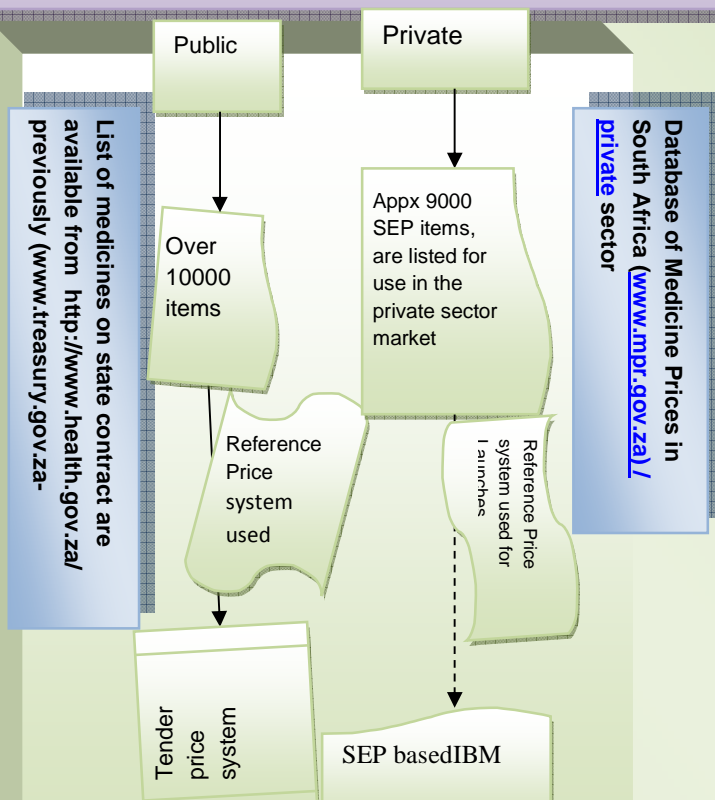 Public
Private
List of medicines on state contract are
available from http://www.health.gov.za/
previously (www.treasury.gov.za-
Over
10000
items
Appx 9000
SEP items,
are listed for
use in the
private sector
market
Database of Medicine Prices in
South Africa (www.mpr.gov.za) /
private sector
Reference
Price
system
used
Reference Price
system used for
Launches
Tender
price
system
SEP basedIBM